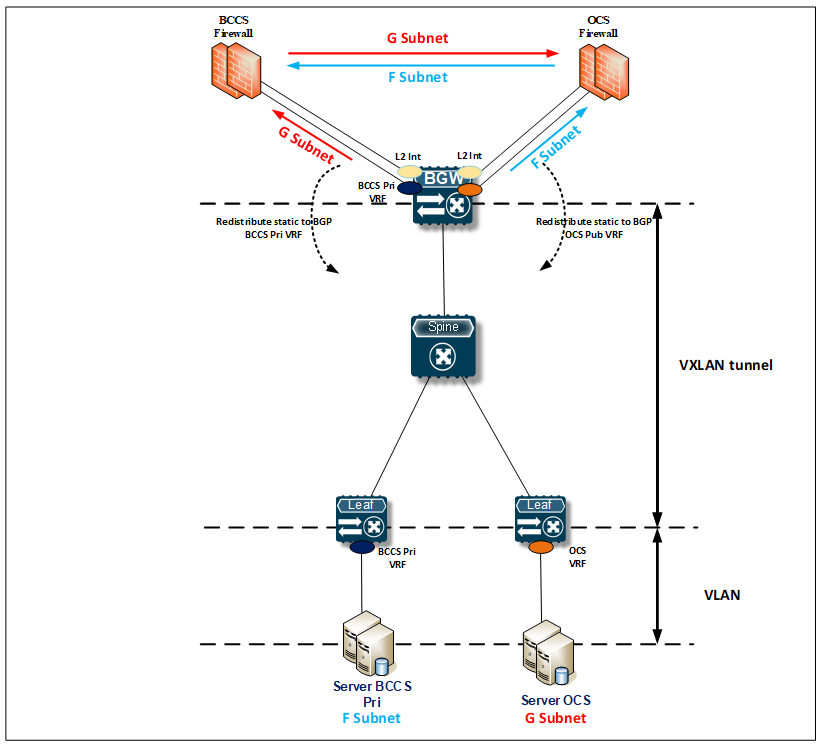 BCCS
Firewall
OCS
Firewall
G Subnet
F Subnet
G Subnet
F Subnet
L2 Int
L2 Int
BGW
BCCS Pri
VRF
Redistribute static to BGP
BCCS Pri VRF
Redistribute static to BGP
OCS Pub VRF
Spine
VXLAN tunnel
Leaf
Leaf
BCCS Pri
VRF
OCS
VRF
VLAN
Server BCCS
Pri
F Subnet
Server OCS
G Subnet